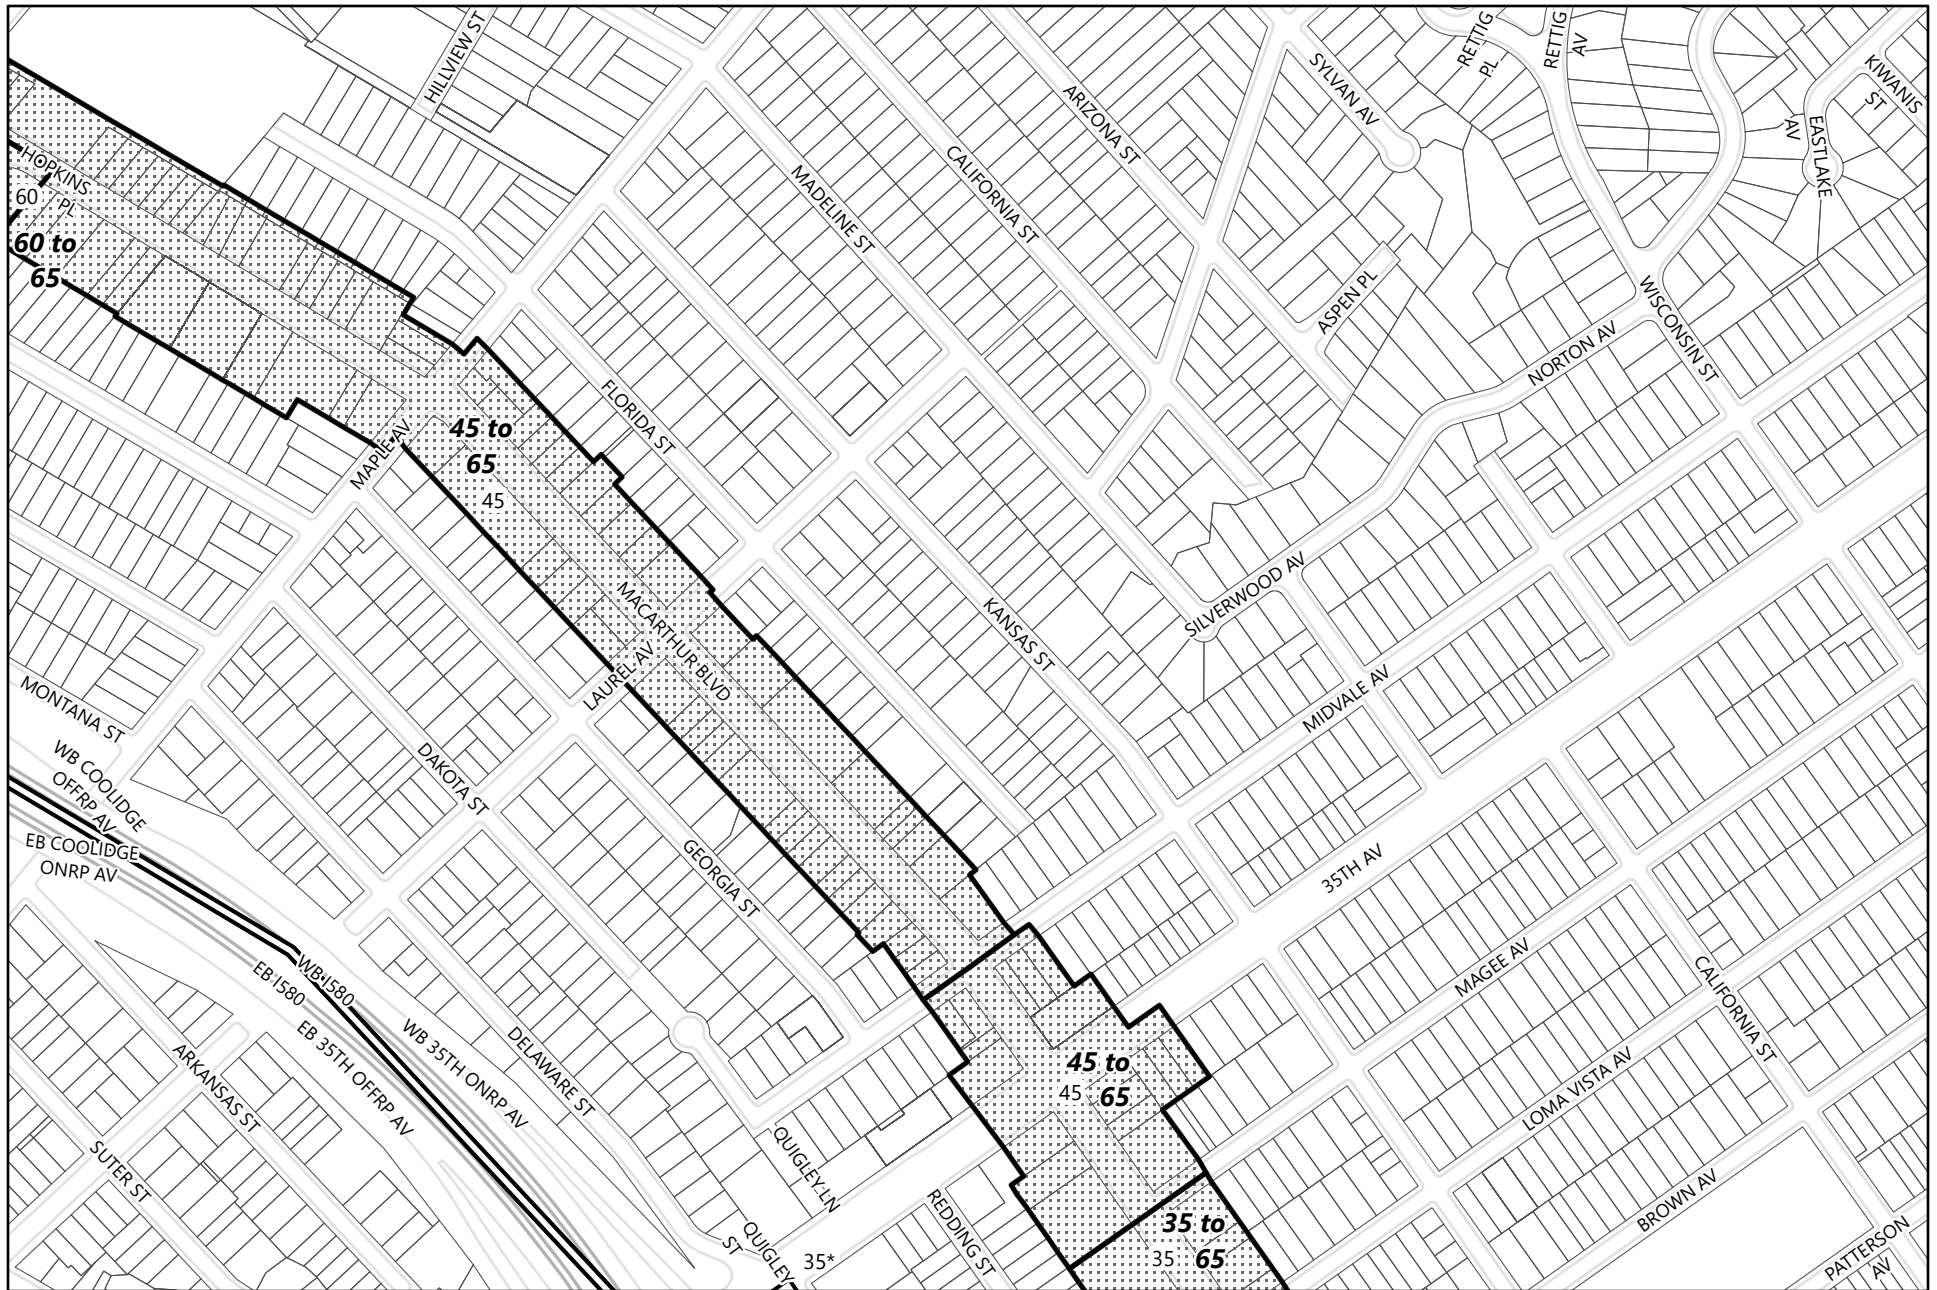 HILLVIEW ST
RETTIG
PL
RETTIG
AV
KIWANIS
ST
SYLVAN AV
ARIZONA ST
EASTLAKE
AV
CALIFORNIA ST
MADELINE ST
HOPKINS
PL
60
60 to
65
ASPEN PL
WISCONSIN ST
NORTON AV
FLORIDA ST
MAPLE AV
45 to
65
45
SILVERWOOD AV
MACARTHUR BLVD
KANSAS ST
LAUREL AV
MIDVALE AV
MONTANA ST
DAKOTA ST
WB COOLIDGE
OFFRP AV
EB COOLIDGE
ONRP AV
GEORGIA ST
35TH AV
MAGEE AV
CALIFORNIA ST
WB I580
EB I580
WB 35TH ONRP AV
EB 35TH OFFRP AV
DELAWARE ST
ARKANSAS ST
45 to
65
45
LOMA VISTA AV
SUTER ST
QUIGLEY LN
REDDING ST
BROWN AV
35 to
65
35
QUIGLEY
ST
35*
PATTERSON
AV